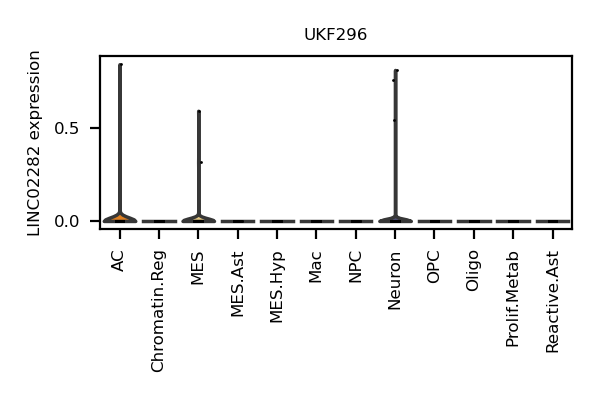 UKF296
LINC02282 expression
0.5
0.0
AC
Chromatin.Reg
MES
MES.Ast
MES.Hyp
Mac
NPC
Neuron
OPC
Oligo
Prolif.Metab
Reactive.Ast